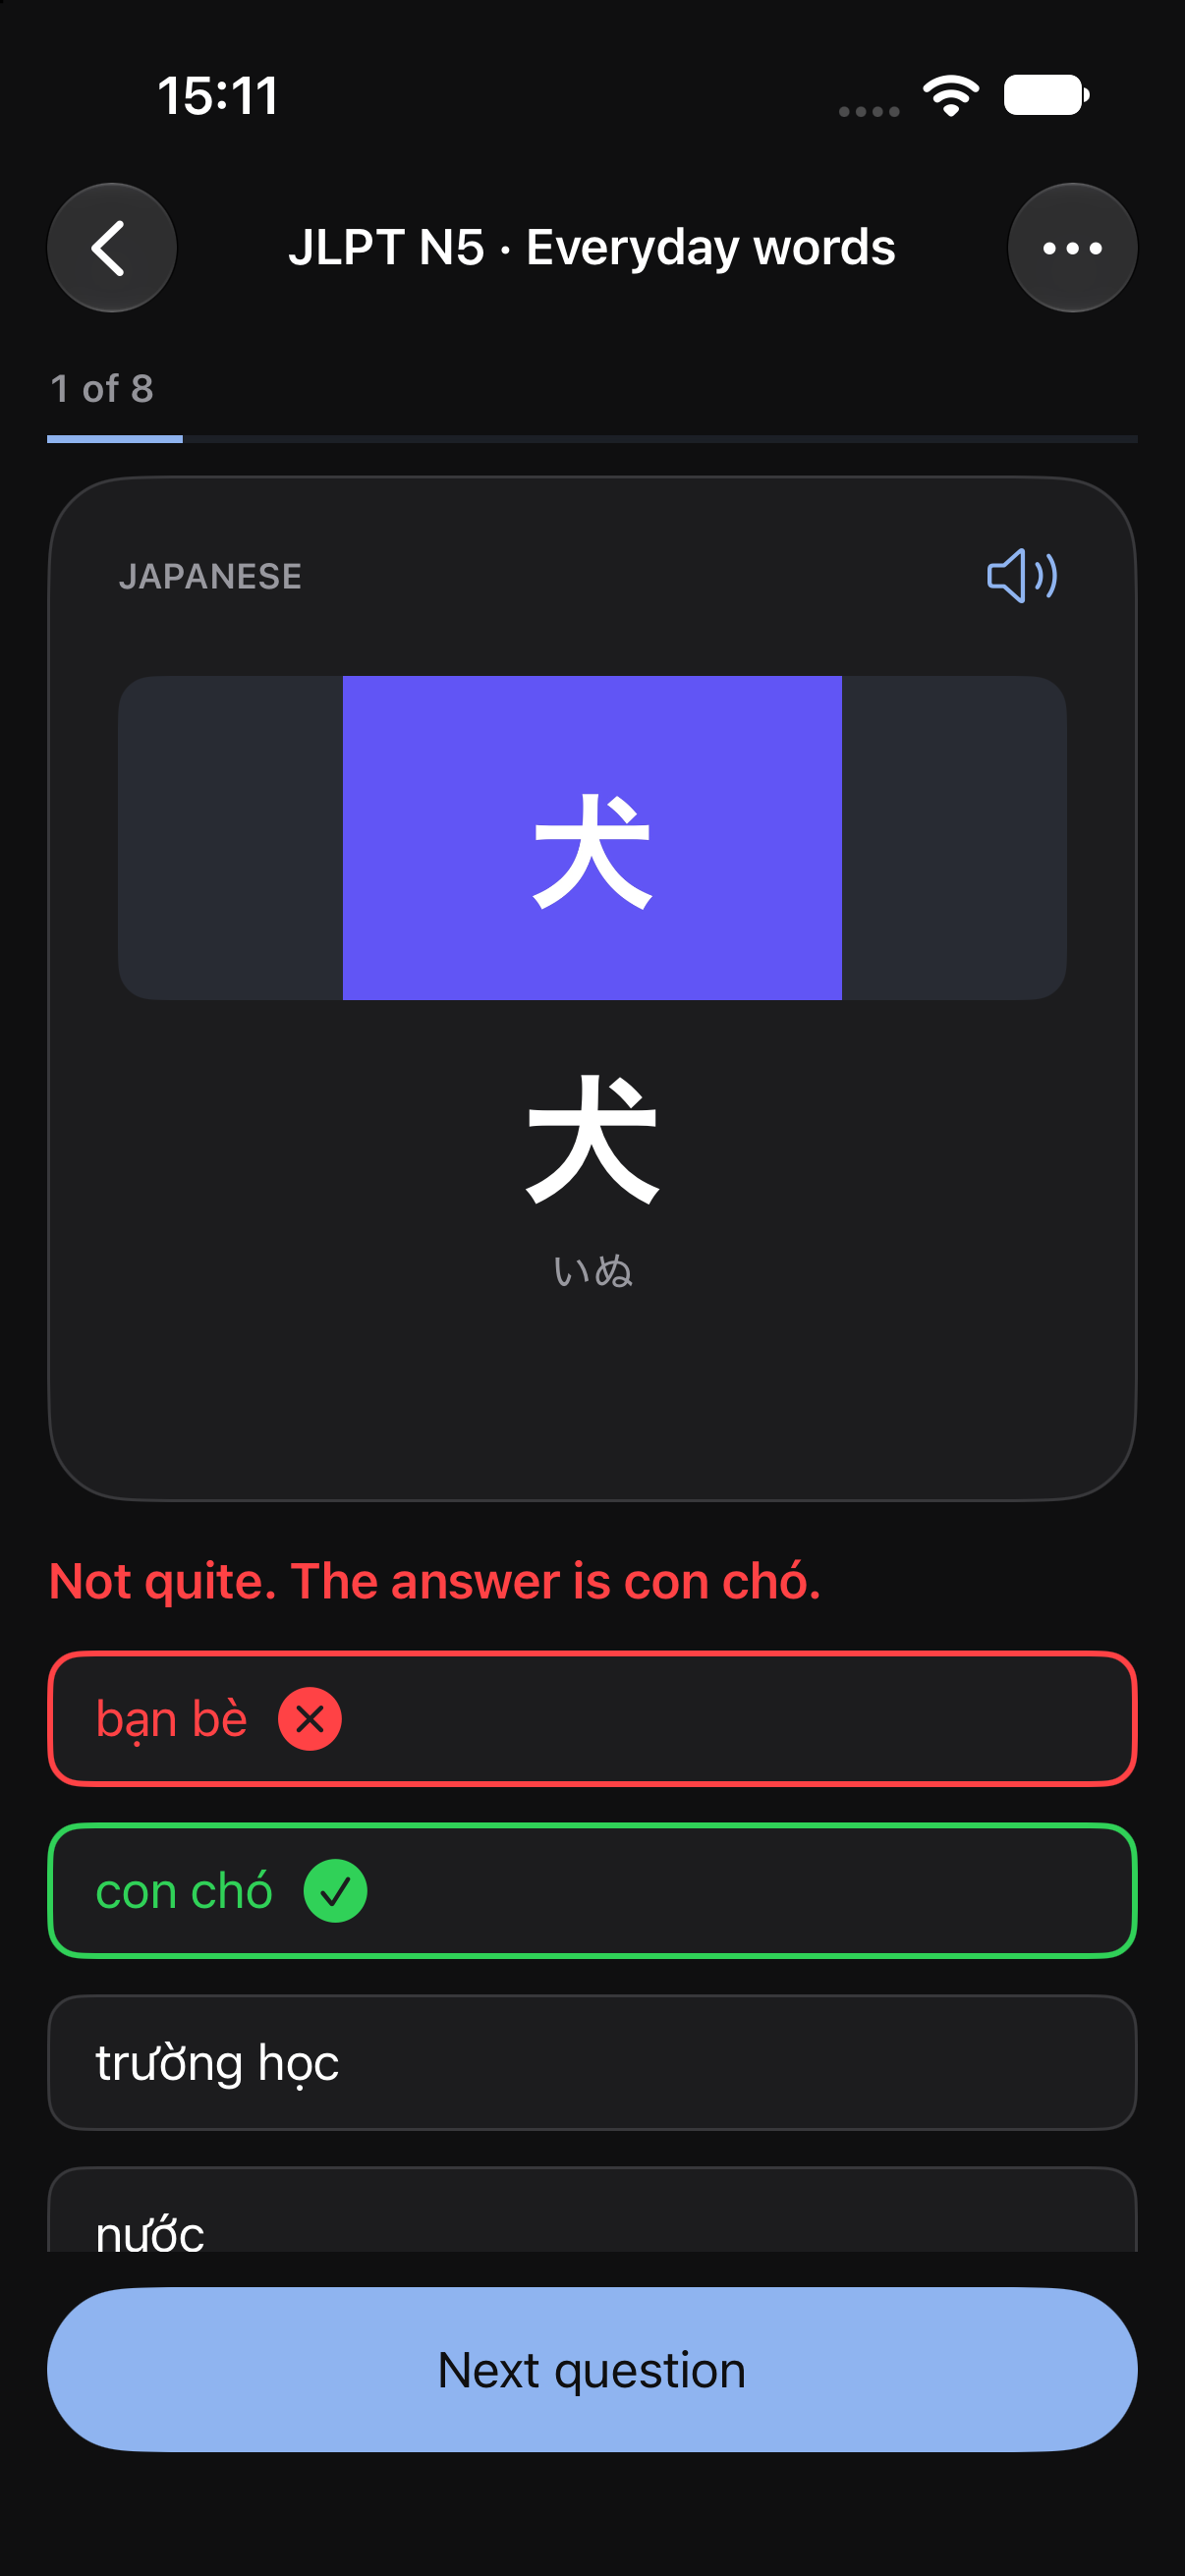 15:11
JLPT N5 · Everyday words
1 of 8
JAPANESE
犬
犬
いぬ
Not quite. The answer is con chó.
bạn bè
con chó
trường học
nước
Next question